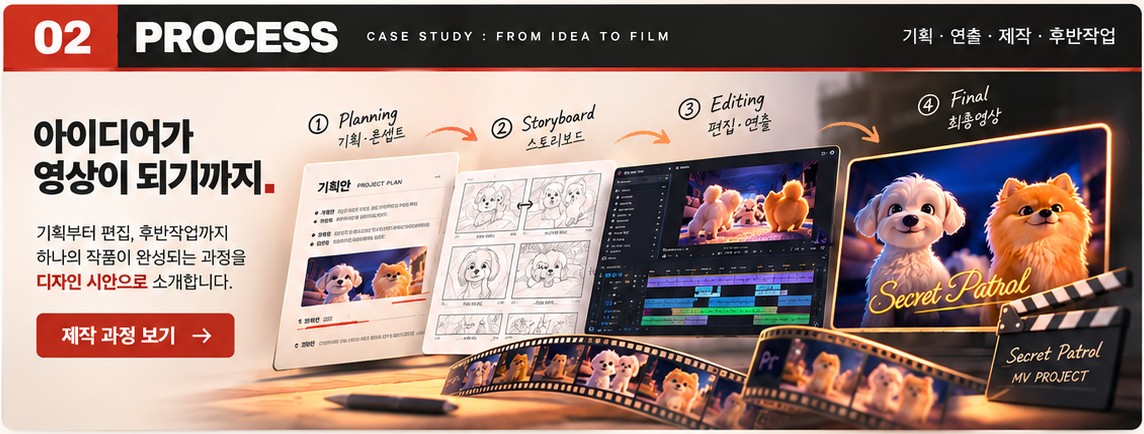 02 PROCESS CASE STUDY : FROM IDEA TO FILM 기획 · 연출 · 제작 · 후반작업
아이디어가
영상이 되기까지.
기획부터 편집, 후반작업까지
하나의 작품이 완성되는 과정을
디자인 시안으로 소개합니다.
제작 과정 보기 →
① Planning
기획·콘셉트
② Storyboard
스토리보드
③ Editing
편집·연출
④ Final
최종영상
기획안 PROJECT PLAN
Secret Patrol
Pr
Secret Patrol
MV PROJECT